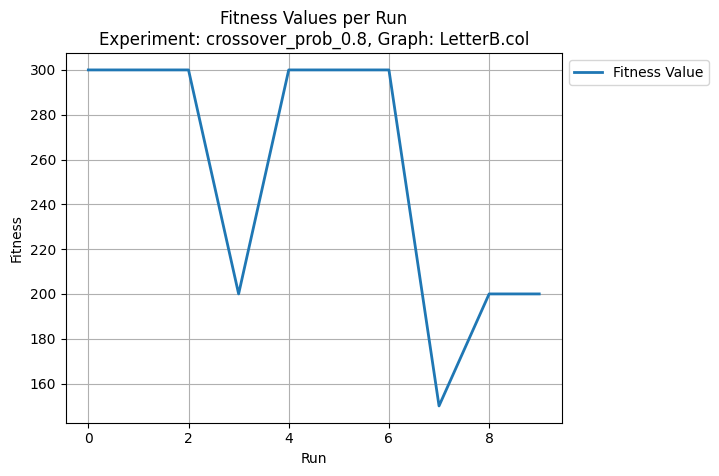 Fitness Values per Run
Experiment: crossover_prob_0.8, Graph: LetterB.col
Fitness Value
300
280
260
240
220
200
180
160
Fitness
0 2 4 6 8
Run